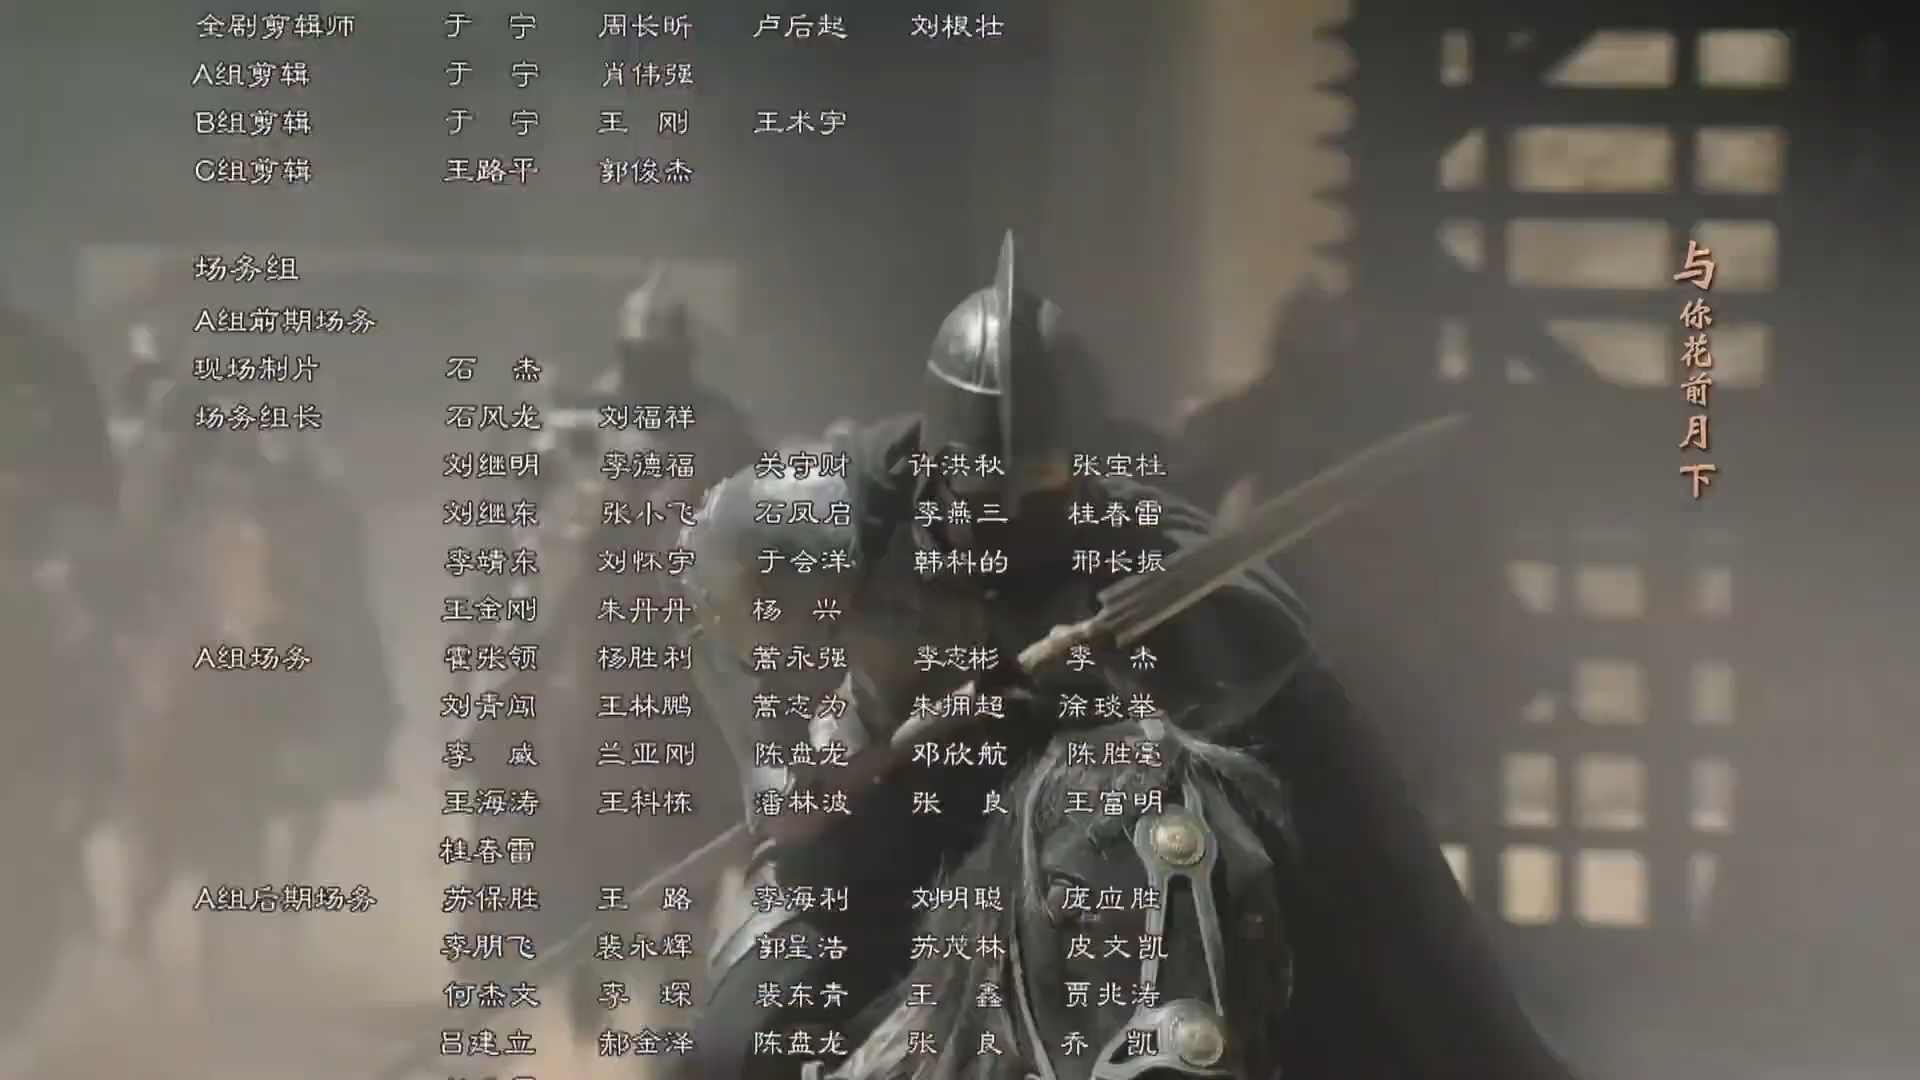 全剧剪辑师 于 宁 周长昕 卢后起 刘根壮
A组剪辑 于 宁 肖伟强
B组剪辑 于 宁 王 刚 王术宇
C组剪辑 王路平 郭俊杰
场务组
A组前期场务
现场制片 石 杰
场务组长 石风龙 刘福祥
刘继明 李德福 关守财 许洪秋 张宝柱
刘继东 张小飞 石凤启 李燕三 桂春雷
李靖东 刘怀宇 于会洋 韩科的 邢长振
王金刚 朱丹丹 杨 兴
A组场务 霍张领 杨胜利 蒿永强 李志彬 李 杰
刘青闯 王林鹏 蒿志为 朱拥超 徐琰举
李 威 兰亚刚 陈盘龙 邓欣航 陈胜毫
王海涛 王科栋 潘林波 张 良 王富明
桂春雷
A组后期场务 苏保胜 王 路 李海利 刘明聪 庞应胜
李朋飞 裴永辉 郭呈浩 苏茂林 皮文凯
何杰文 李 琛 裴东青 王 鑫 贾兆涛
吕建立 郝金泽 陈盘龙 张 良 乔 凯
与你花前月下